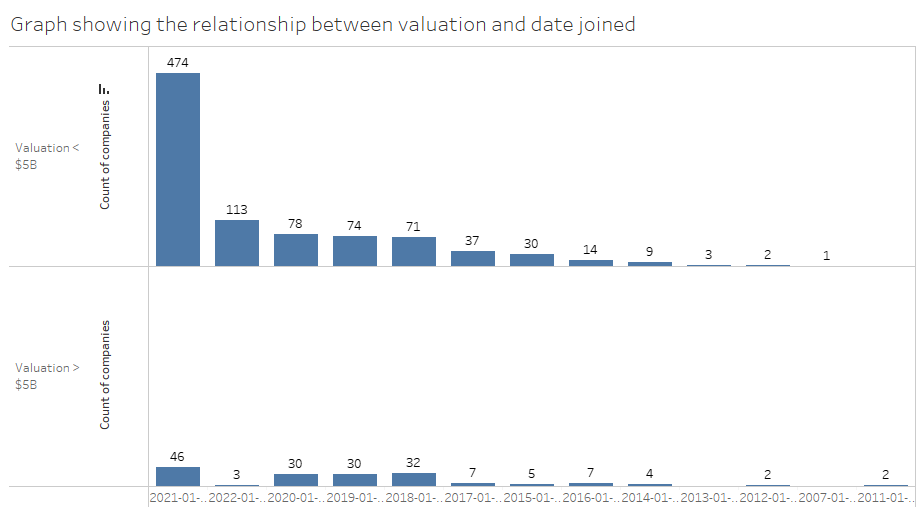 Graph showing the relationship between valuation and date joined
Valuation <
$5B
Count of companies
474
113
78
74
71
37
30
14
9
3
2
1
Valuation >
$5B
Count of companies
46
3
30
30
32
7
5
7
4
2
2
2021-01-.. 2022-01-.. 2020-01-.. 2019-01-.. 2018-01-.. 2017-01-.. 2015-01-.. 2016-01-.. 2014-01-.. 2013-01-.. 2012-01-.. 2007-01-.. 2011-01-..